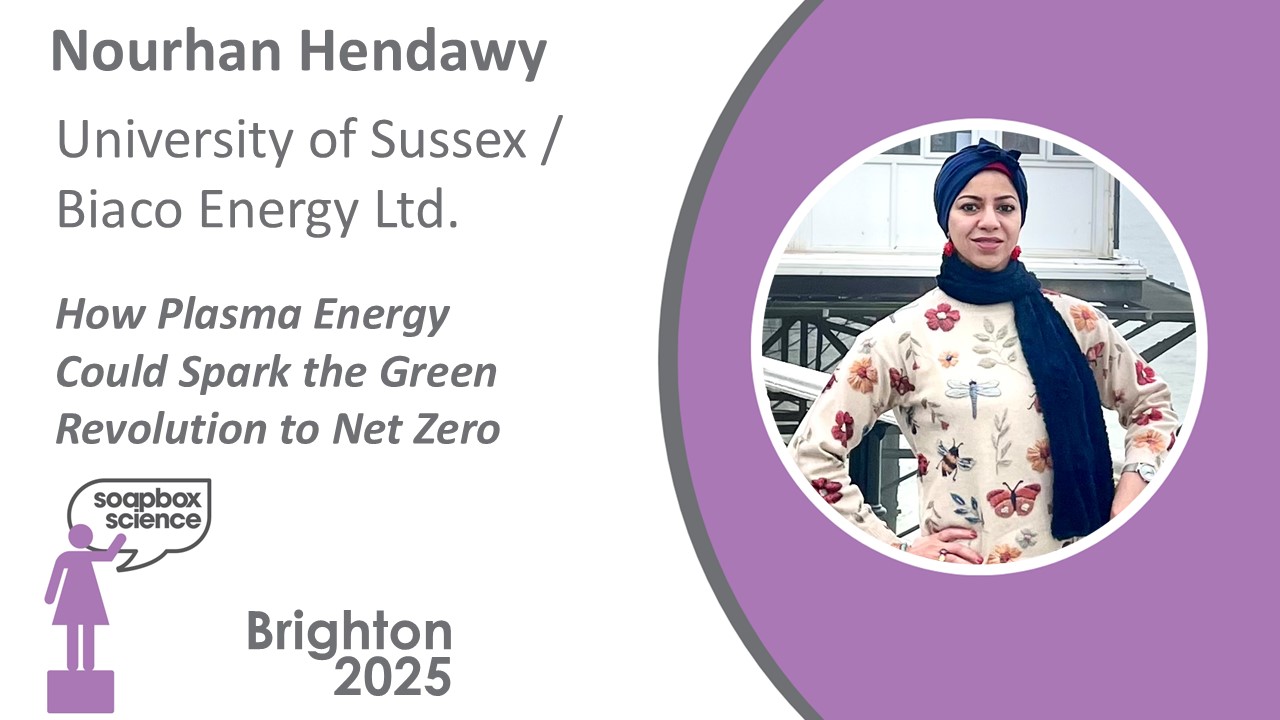 Nourhan Hendawy
University of Sussex /
Biaco Energy Ltd.
How Plasma Energy
Could Spark the Green
Revolution to Net Zero
soapbox
science
Brighton
2025